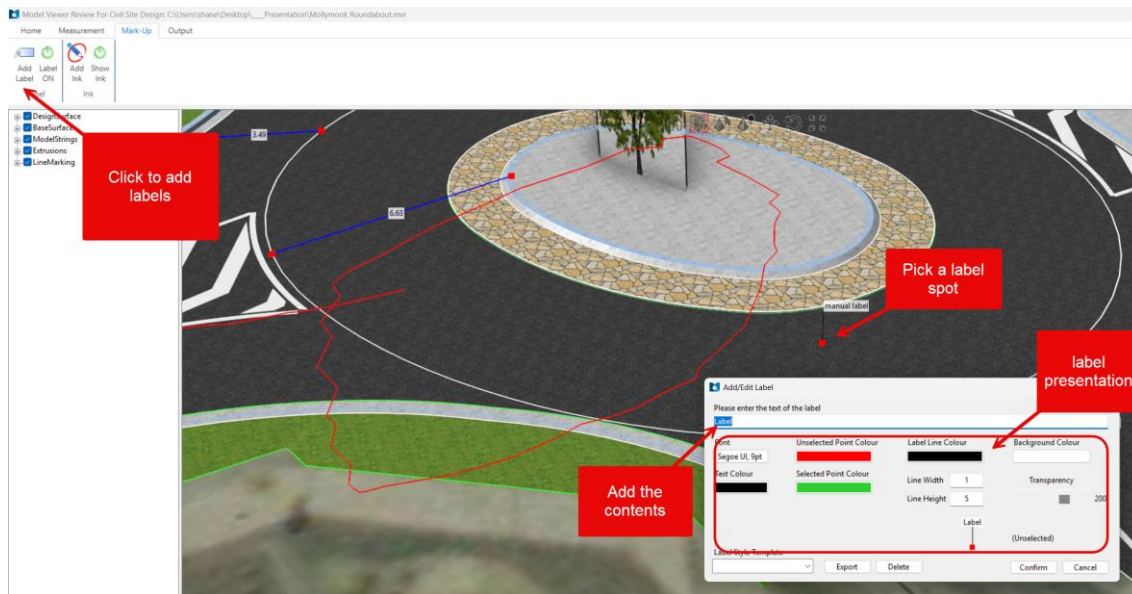 Model Viewer Review For Civil Site Design: C:\Users\shane\Desktop\___Presentation\Mollymook Roundabout.mvr
Home Measurement Mark-Up Output
Add Label Add Show
Label ON Ink Ink
Ink
DesignSurface
BaseSurface
ModelStrings
Extrusions
LineMarking
Click to add
labels
3.49
6.63
Pick a label
spot
manual label
label
presentation
Add/Edit Label
Please enter the text of the label
Label
Font Unselected Point Colour Label Line Colour Background Colour
Segoe UI, 9pt
Text Colour Selected Point Colour
Line Width 1 Transparency
Line Height 5 200
Add the
contents
Label
(Unselected)
Label Style Template
Export Delete Confirm Cancel